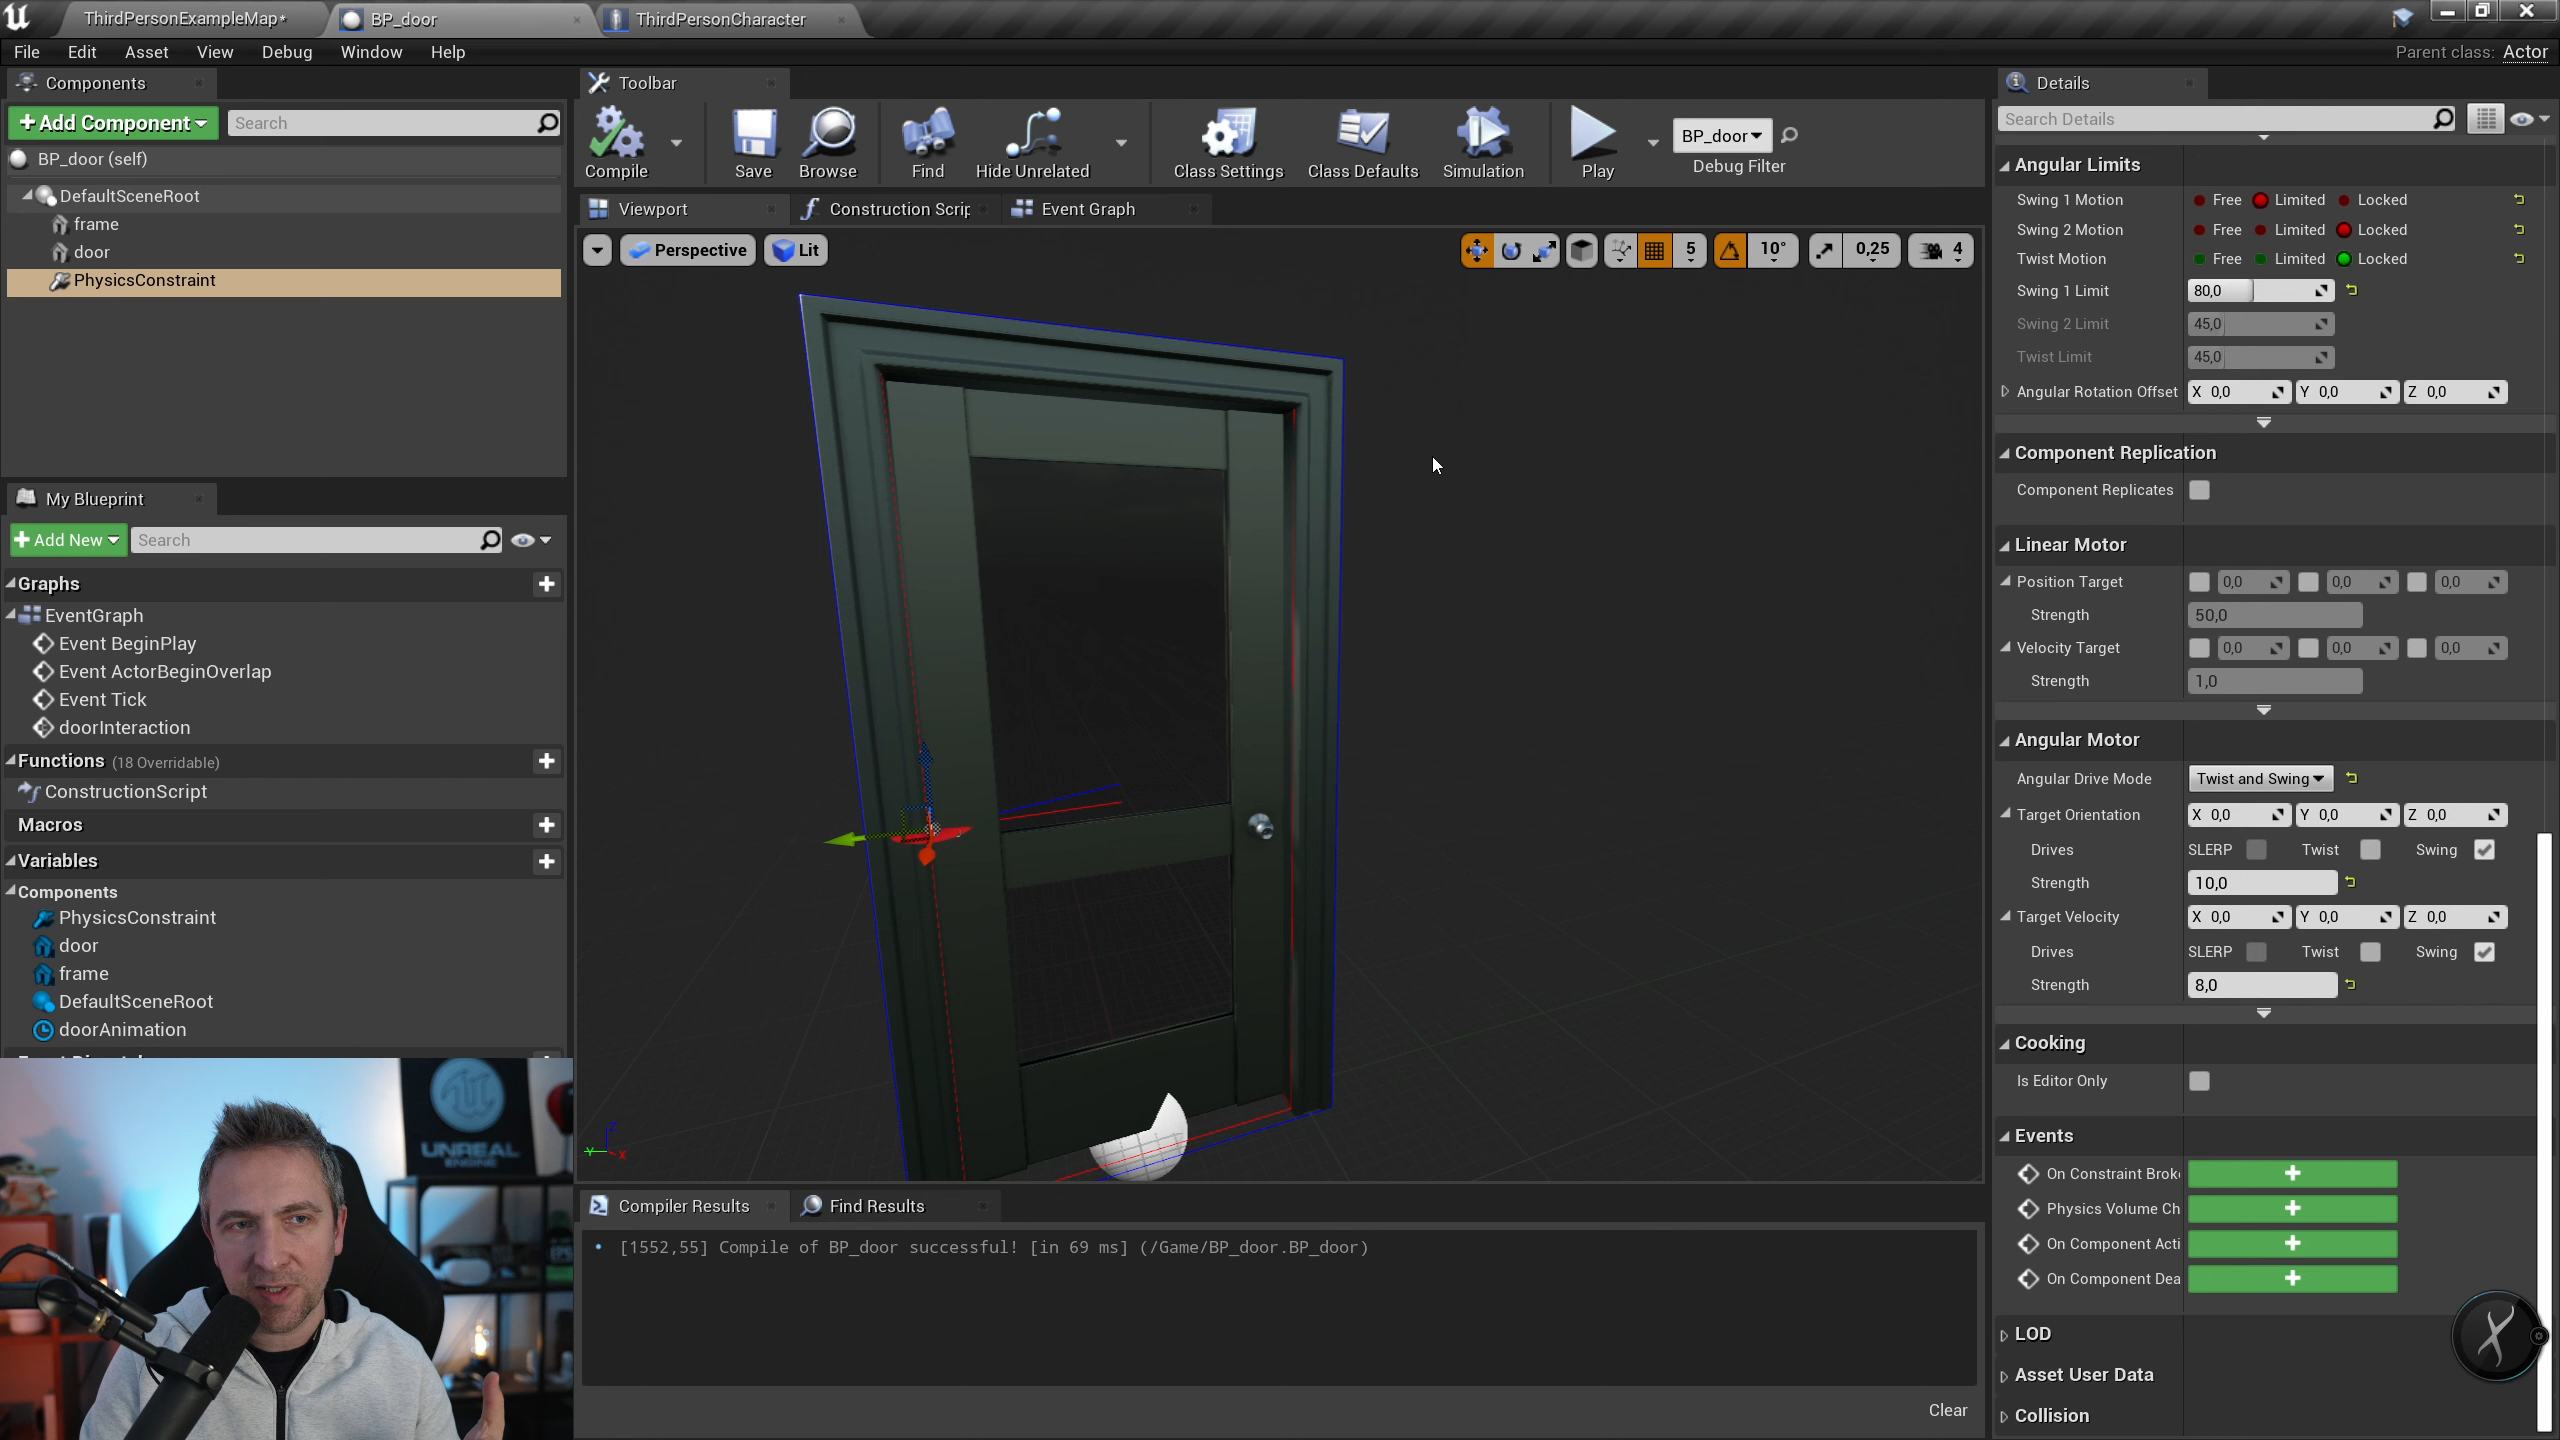 ThirdPersonExampleMap*
BP_door
ThirdPersonCharacter
File Edit Asset View Debug Window Help
Parent class: Actor
Components
+Add Component
Search
BP_door (self)
DefaultSceneRoot
frame
door
PhysicsConstraint
My Blueprint
Add New
Search
Graphs
EventGraph
Event BeginPlay
Event ActorBeginOverlap
Event Tick
doorInteraction
Functions (18 Overridable)
ConstructionScript
Macros
Variables
Components
PhysicsConstraint
door
frame
DefaultSceneRoot
doorAnimation
Toolbar
Compile
Save
Browse
Find
Hide Unrelated
Class Settings
Class Defaults
Simulation
Play
BP_door
Debug Filter
Viewport
Construction Scrip
Event Graph
Perspective
Lit
5
10°
0,25
4
Compiler Results
Find Results
[1552,55] Compile of BP_door successful! [in 69 ms] (/Game/BP_door.BP_door)
Clear
Details
Search Details
Angular Limits
Swing 1 Motion Free Limited Locked
Swing 2 Motion Free Limited Locked
Twist Motion Free Limited Locked
Swing 1 Limit 80,0
Swing 2 Limit 45,0
Twist Limit 45,0
Angular Rotation Offset X 0,0 Y 0,0 Z 0,0
Component Replication
Component Replicates
Linear Motor
Position Target 0,0 0,0 0,0
Strength 50,0
Velocity Target 0,0 0,0 0,0
Strength 1,0
Angular Motor
Angular Drive Mode Twist and Swing
Target Orientation X 0,0 Y 0,0 Z 0,0
Drives SLERP Twist Swing
Strength 10,0
Target Velocity X 0,0 Y 0,0 Z 0,0
Drives SLERP Twist Swing
Strength 8,0
Cooking
Is Editor Only
Events
On Constraint Brok
Physics Volume Ch
On Component Acti
On Component Dea
LOD
Asset User Data
Collision
UNREAL
ENGINE